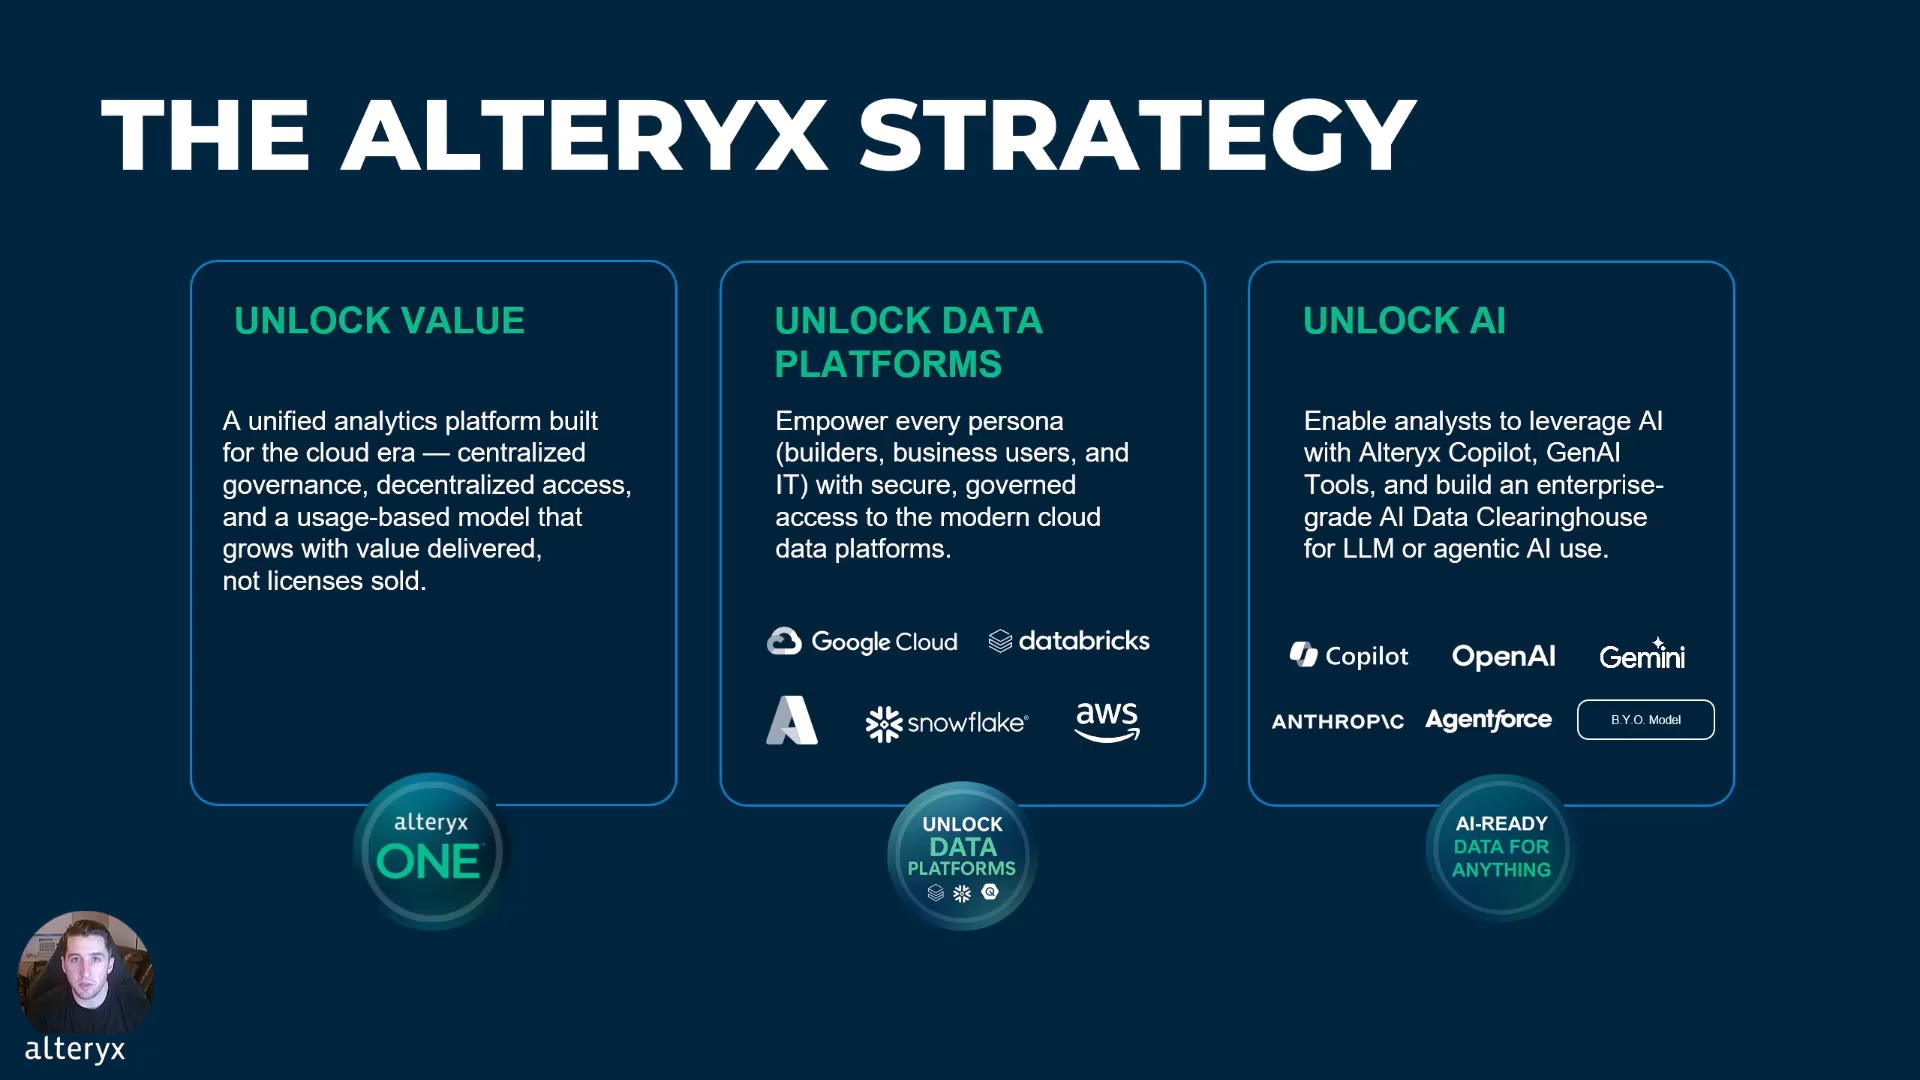 THE ALTERYX STRATEGY
UNLOCK VALUE
A unified analytics platform built
for the cloud era — centralized
governance, decentralized access,
and a usage-based model that
grows with value delivered,
not licenses sold.
alteryx
ONE
UNLOCK DATA
PLATFORMS
Empower every persona
(builders, business users, and
IT) with secure, governed
access to the modern cloud
data platforms.
Google Cloud
databricks
snowflake®
aws
UNLOCK
DATA
PLATFORMS
UNLOCK AI
Enable analysts to leverage AI
with Alteryx Copilot, GenAI
Tools, and build an enterprise-
grade AI Data Clearinghouse
for LLM or agentic AI use.
Copilot
OpenAI
Gemini
ANTHROP\C
Agentforce
B.Y.O. Model
AI-READY
DATA FOR
ANYTHING
alteryx